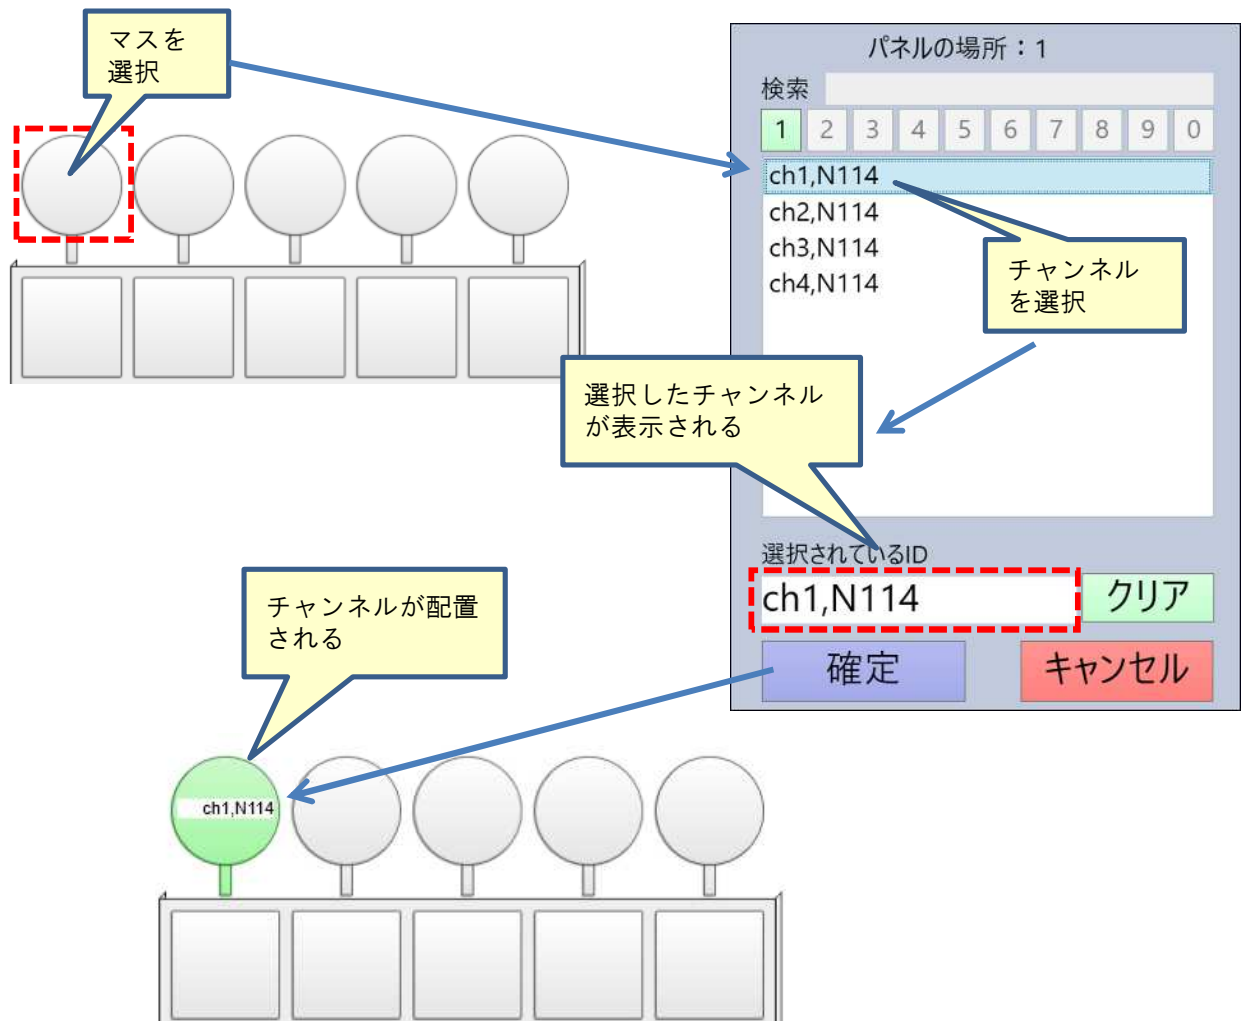 マスを
選択
パネルの場所：1
検索
1 2 3 4 5 6 7 8 9 0
ch1,N114
ch2,N114
ch3,N114
ch4,N114
チャンネル
を選択
選択したチャンネル
が表示される
選択されているID
ch1,N114
クリア
確定
キャンセル
チャンネルが配置
される
ch1,N114